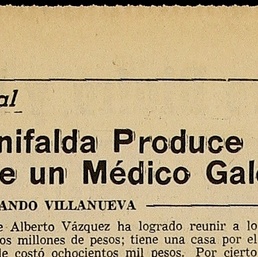 al
nifalda Produce
e un Médico Gal
ANDO VILLANUEVA
e Alberto Vázquez ha logrado reunir a lo
os millones de pesos; tiene una casa por el
e costó ochocientos mil pesos. Por cierto